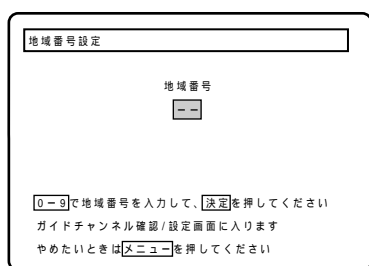 地域番号設定
地域番号
－－
0－9で地域番号を入力して、決定を押してください
ガイドチャンネル確認/設定画面に入ります
やめたいときはメニューを押してください